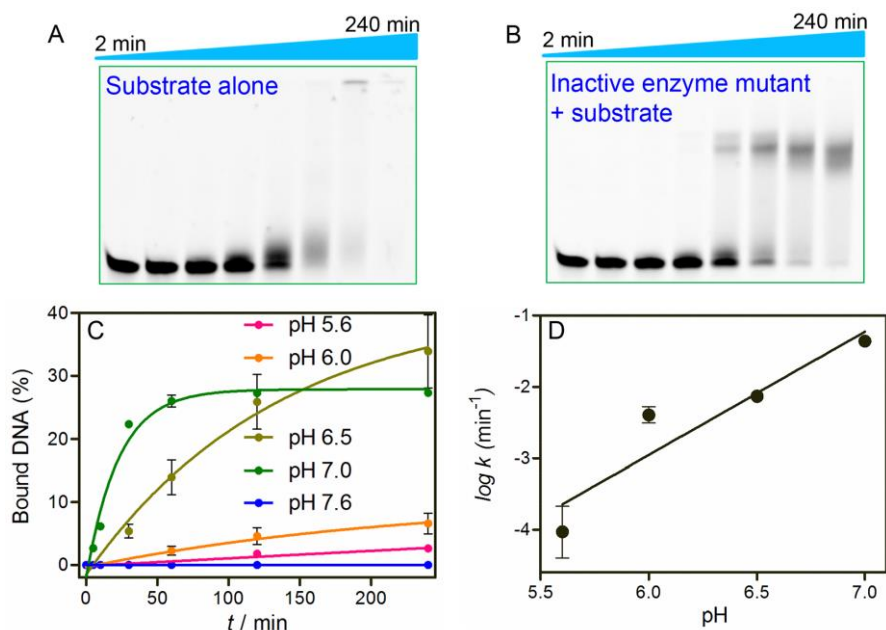 A
2 min
240 min
Substrate alone
B
2 min
240 min
Inactive enzyme mutant
+ substrate
C
Bound DNA (%)
40
30
20
10
0
pH 5.6
pH 6.0
pH 6.5
pH 7.0
pH 7.6
0 50 100 150 200
t / min
D
log k (min⁻¹)
-1
-2
-3
-4
5.5 6.0 6.5 7.0
pH